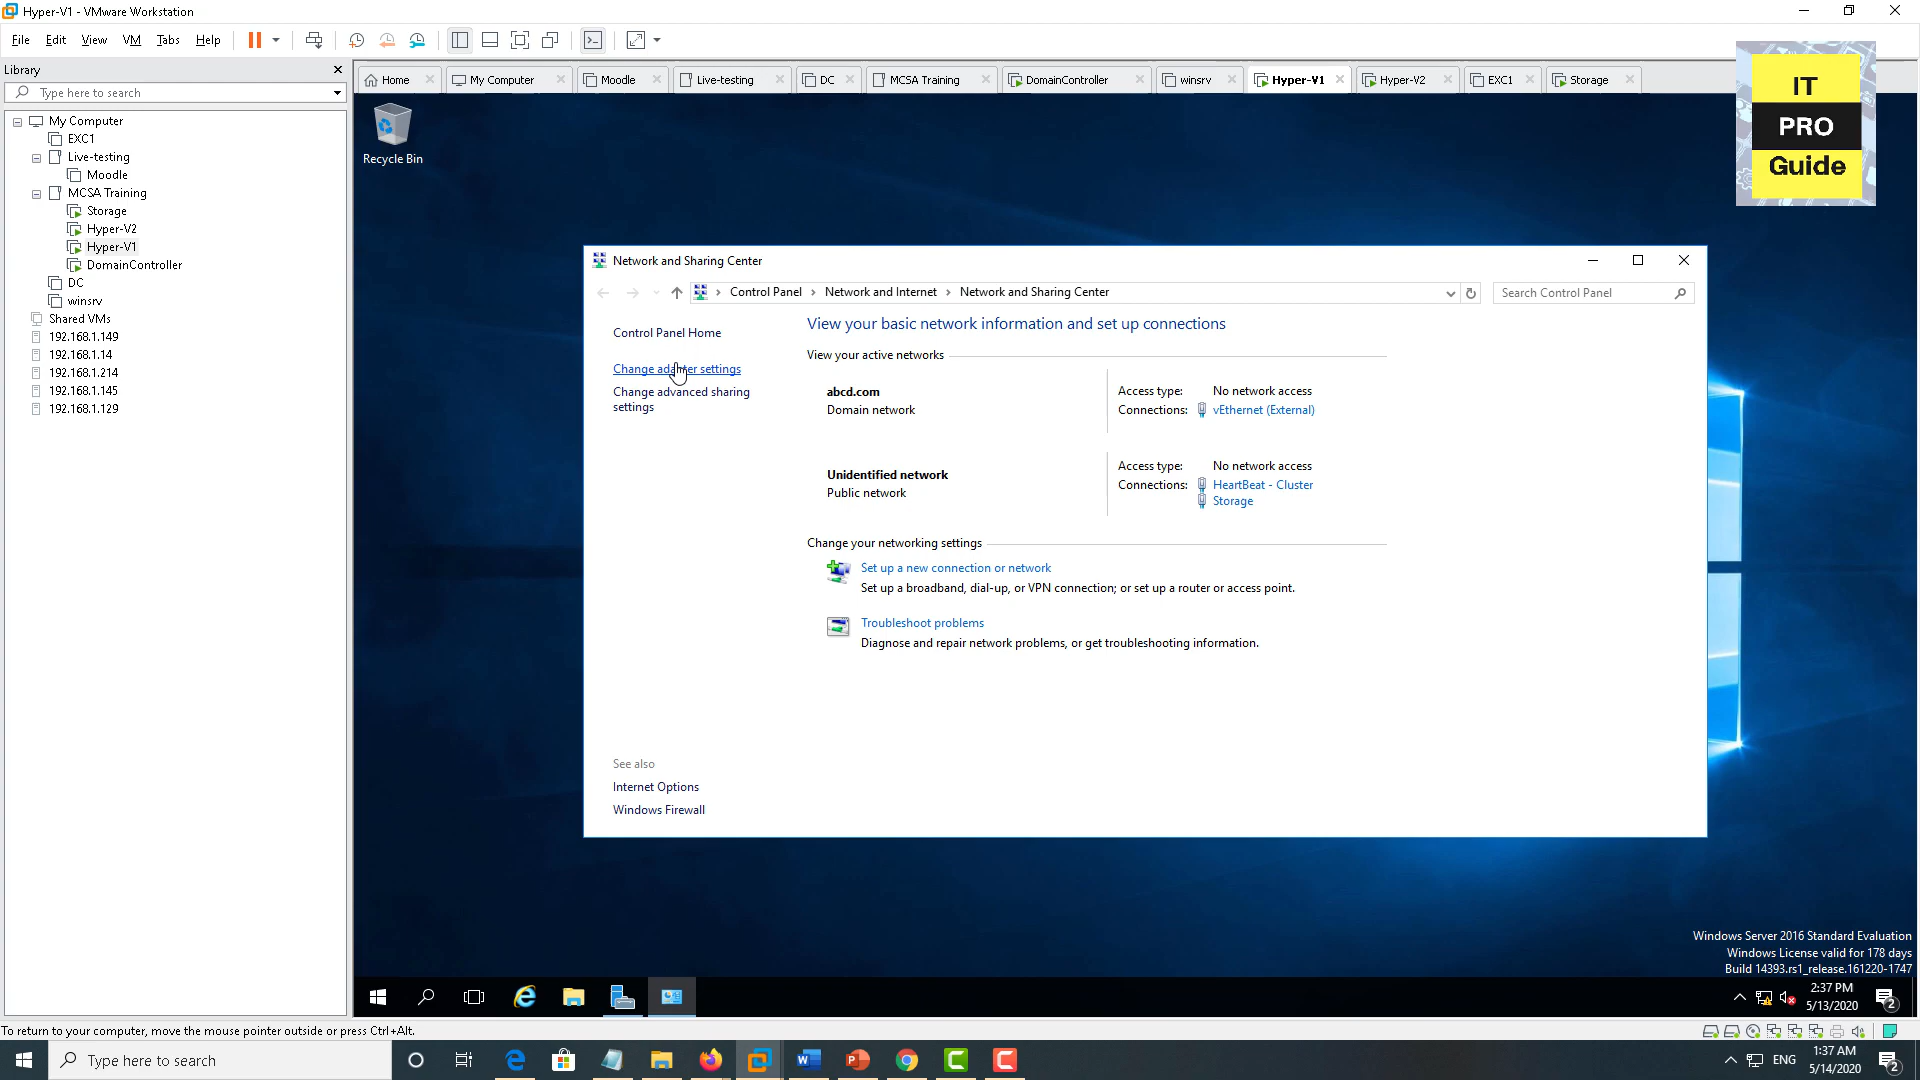 Hyper-V1 - VMware Workstation
File Edit View VM Tabs Help
Library
Type here to search
My Computer
EXC1
Live-testing
Moodle
MCSA Training
Storage
Hyper-V2
Hyper-V1
DomainController
DC
winsrv
Shared VMs
192.168.1.149
192.168.1.14
192.168.1.214
192.168.1.145
192.168.1.129
Home My Computer Moodle Live-testing DC MCSA Training DomainController winsrv Hyper-V1 Hyper-V2 EXC1 Storage
IT
PRO
Guide
Recycle Bin
Network and Sharing Center
Control Panel Network and Internet Network and Sharing Center
Search Control Panel
Control Panel Home
Change adapter settings
Change advanced sharing
settings
View your basic network information and set up connections
View your active networks
abcd.com
Domain network
Access type: No network access
Connections: vEthernet (External)
Unidentified network
Public network
Access type: No network access
Connections: HeartBeat - Cluster
Storage
Change your networking settings
Set up a new connection or network
Set up a broadband, dial-up, or VPN connection; or set up a router or access point.
Troubleshoot problems
Diagnose and repair network problems, or get troubleshooting information.
See also
Internet Options
Windows Firewall
Windows Server 2016 Standard Evaluation
Windows License valid for 178 days
Build 14393.rs1_release.161220-1747
2:37 PM
5/13/2020
2
To return to your computer, move the mouse pointer outside or press Ctrl+Alt.
Type here to search
ENG
1:37 AM
5/14/2020
2